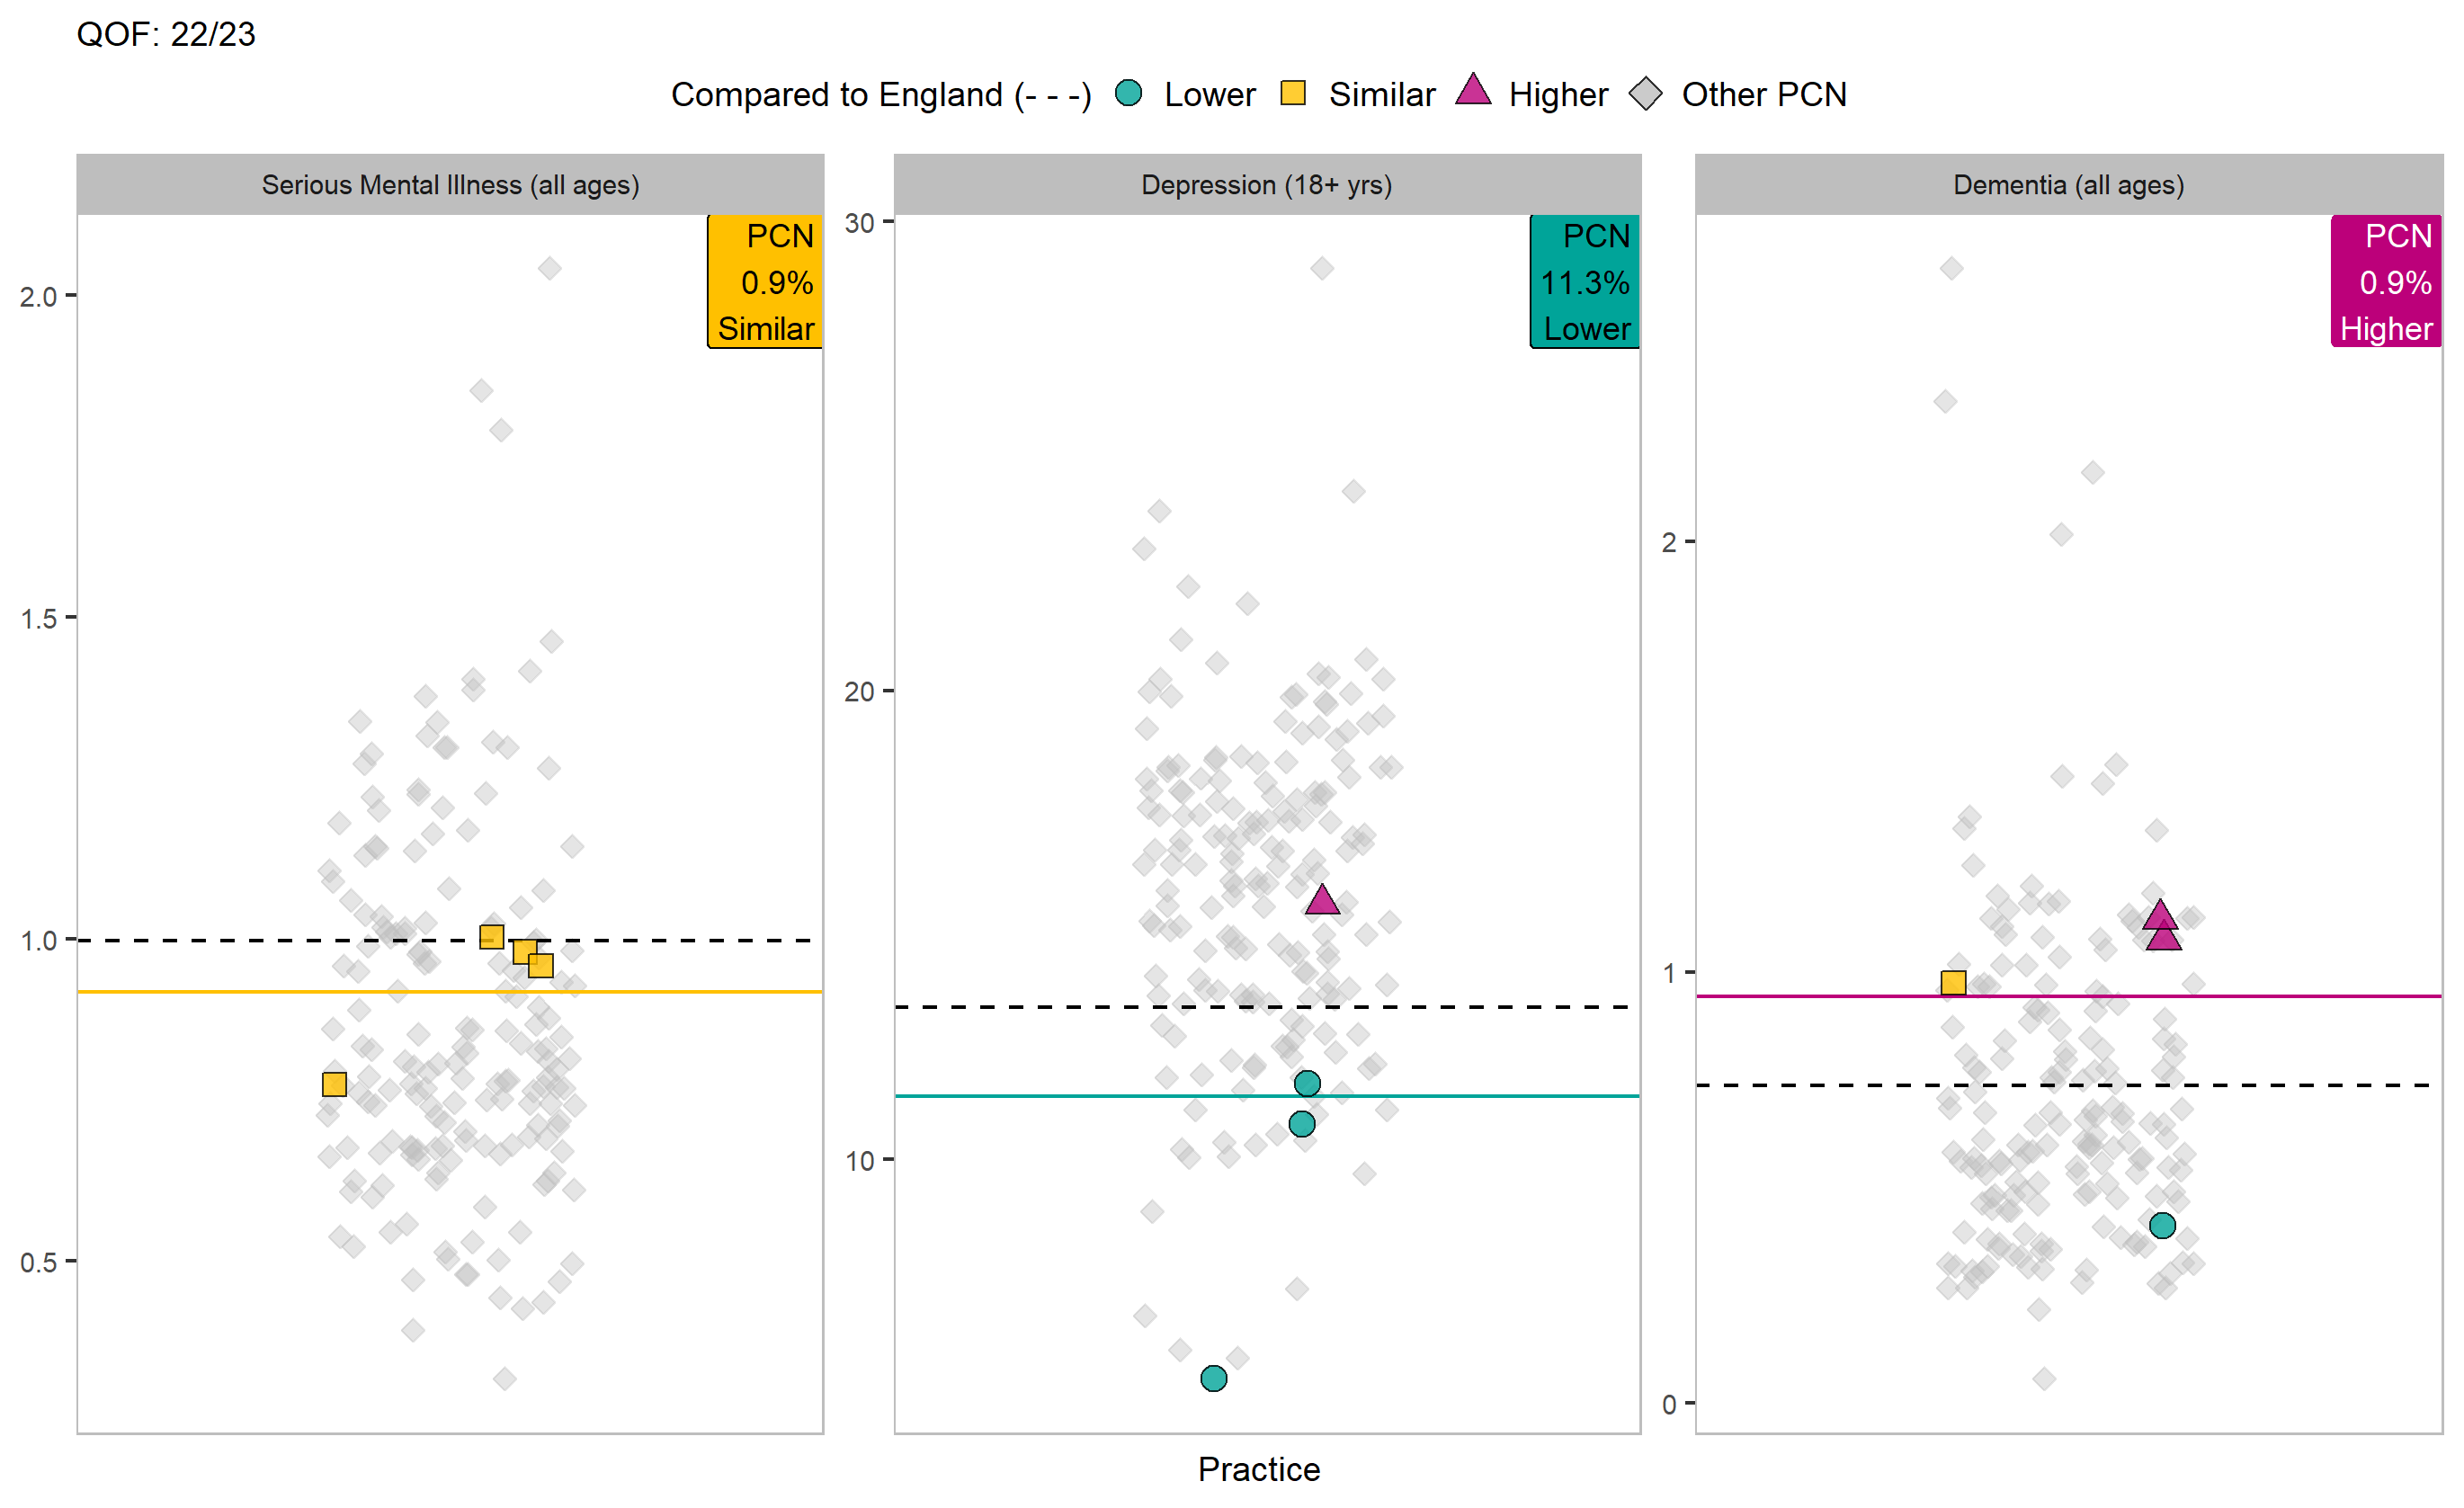 QOF: 22/23
Compared to England (- - -) Lower Similar Higher Other PCN
Serious Mental Illness (all ages)
PCN
0.9%
Similar
2.0
1.5
1.0
0.5
Depression (18+ yrs)
PCN
11.3%
Lower
30
20
10
Dementia (all ages)
PCN
0.9%
Higher
2
1
0
Practice